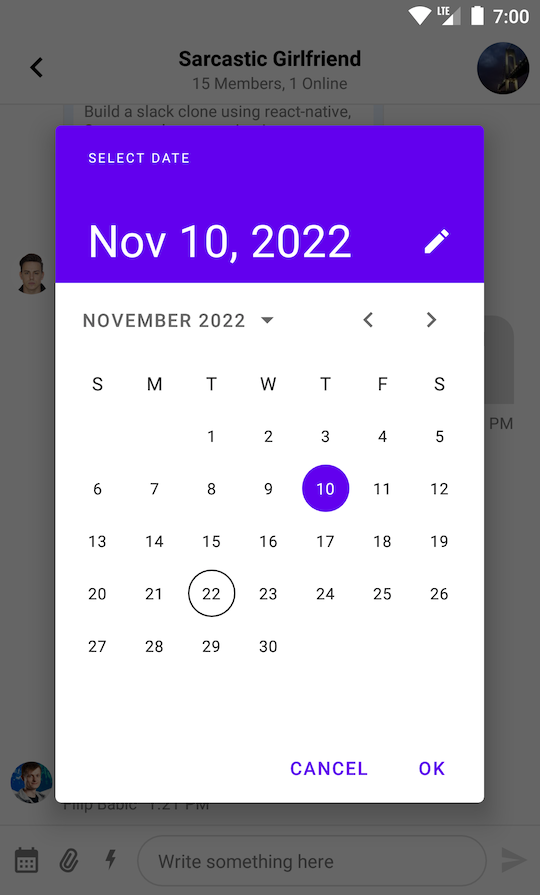 LTE 7:00
Sarcastic Girlfriend
15 Members, 1 Online
Build a slack clone using react-native,
SELECT DATE
Nov 10, 2022
NOVEMBER 2022
S M T W T F S
1 2 3 4 5
6 7 8 9 10 11 12
PM
13 14 15 16 17 18 19
20 21 22 23 24 25 26
27 28 29 30
CANCEL OK
Filip Babic 1:21 PM
Write something here